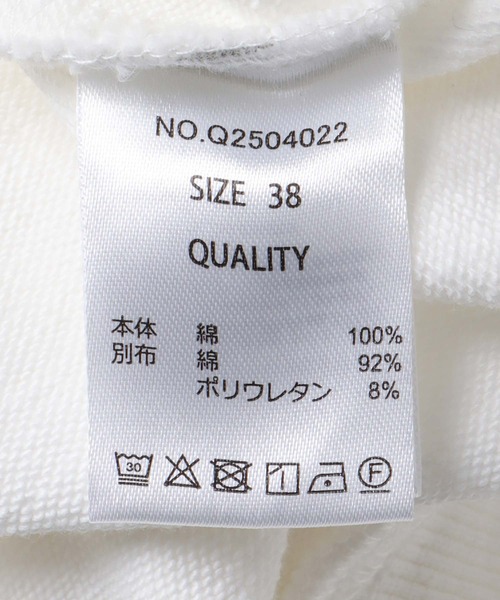 NO.Q2504022
SIZE 38
QUALITY
本体 綿 100%
別布 綿 92%
ポリウレタン 8%
30 F